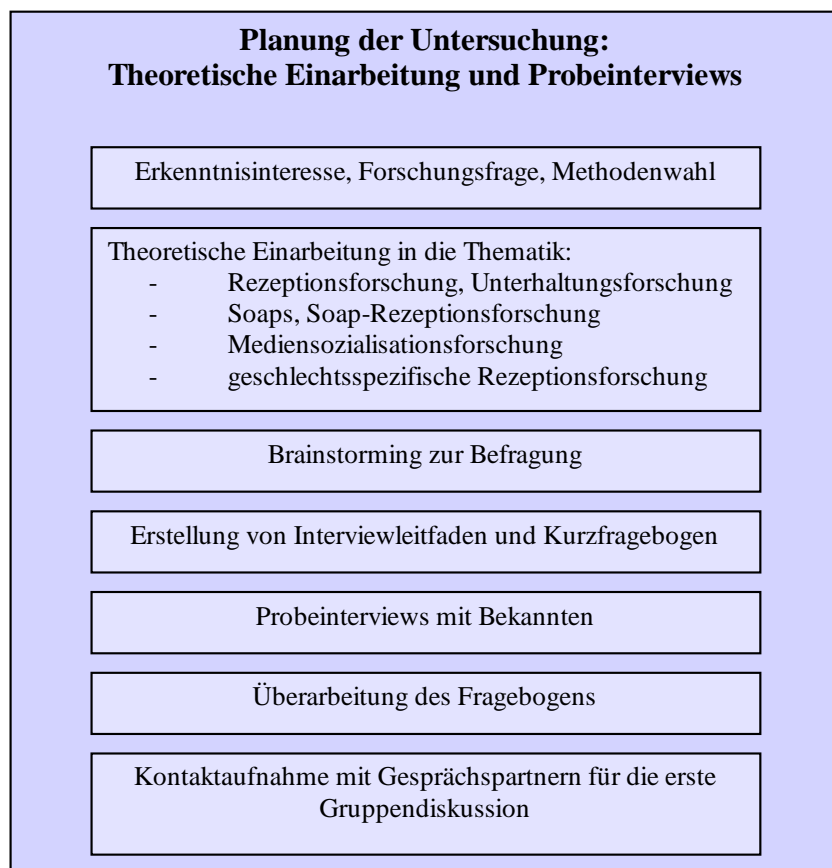 Planung der Untersuchung:
Theoretische Einarbeitung und Probeinterviews
Erkenntnisinteresse, Forschungsfrage, Methodenwahl
Theoretische Einarbeitung in die Thematik:
- Rezeptionsforschung, Unterhaltungsforschung
- Soaps, Soap-Rezeptionsforschung
- Mediensozialisationsforschung
- geschlechtsspezifische Rezeptionsforschung
Brainstorming zur Befragung
Erstellung von Interviewleitfaden und Kurzfragebogen
Probeinterviews mit Bekannten
Überarbeitung des Fragebogens
Kontaktaufnahme mit Gesprächspartnern für die erste
Gruppendiskussion